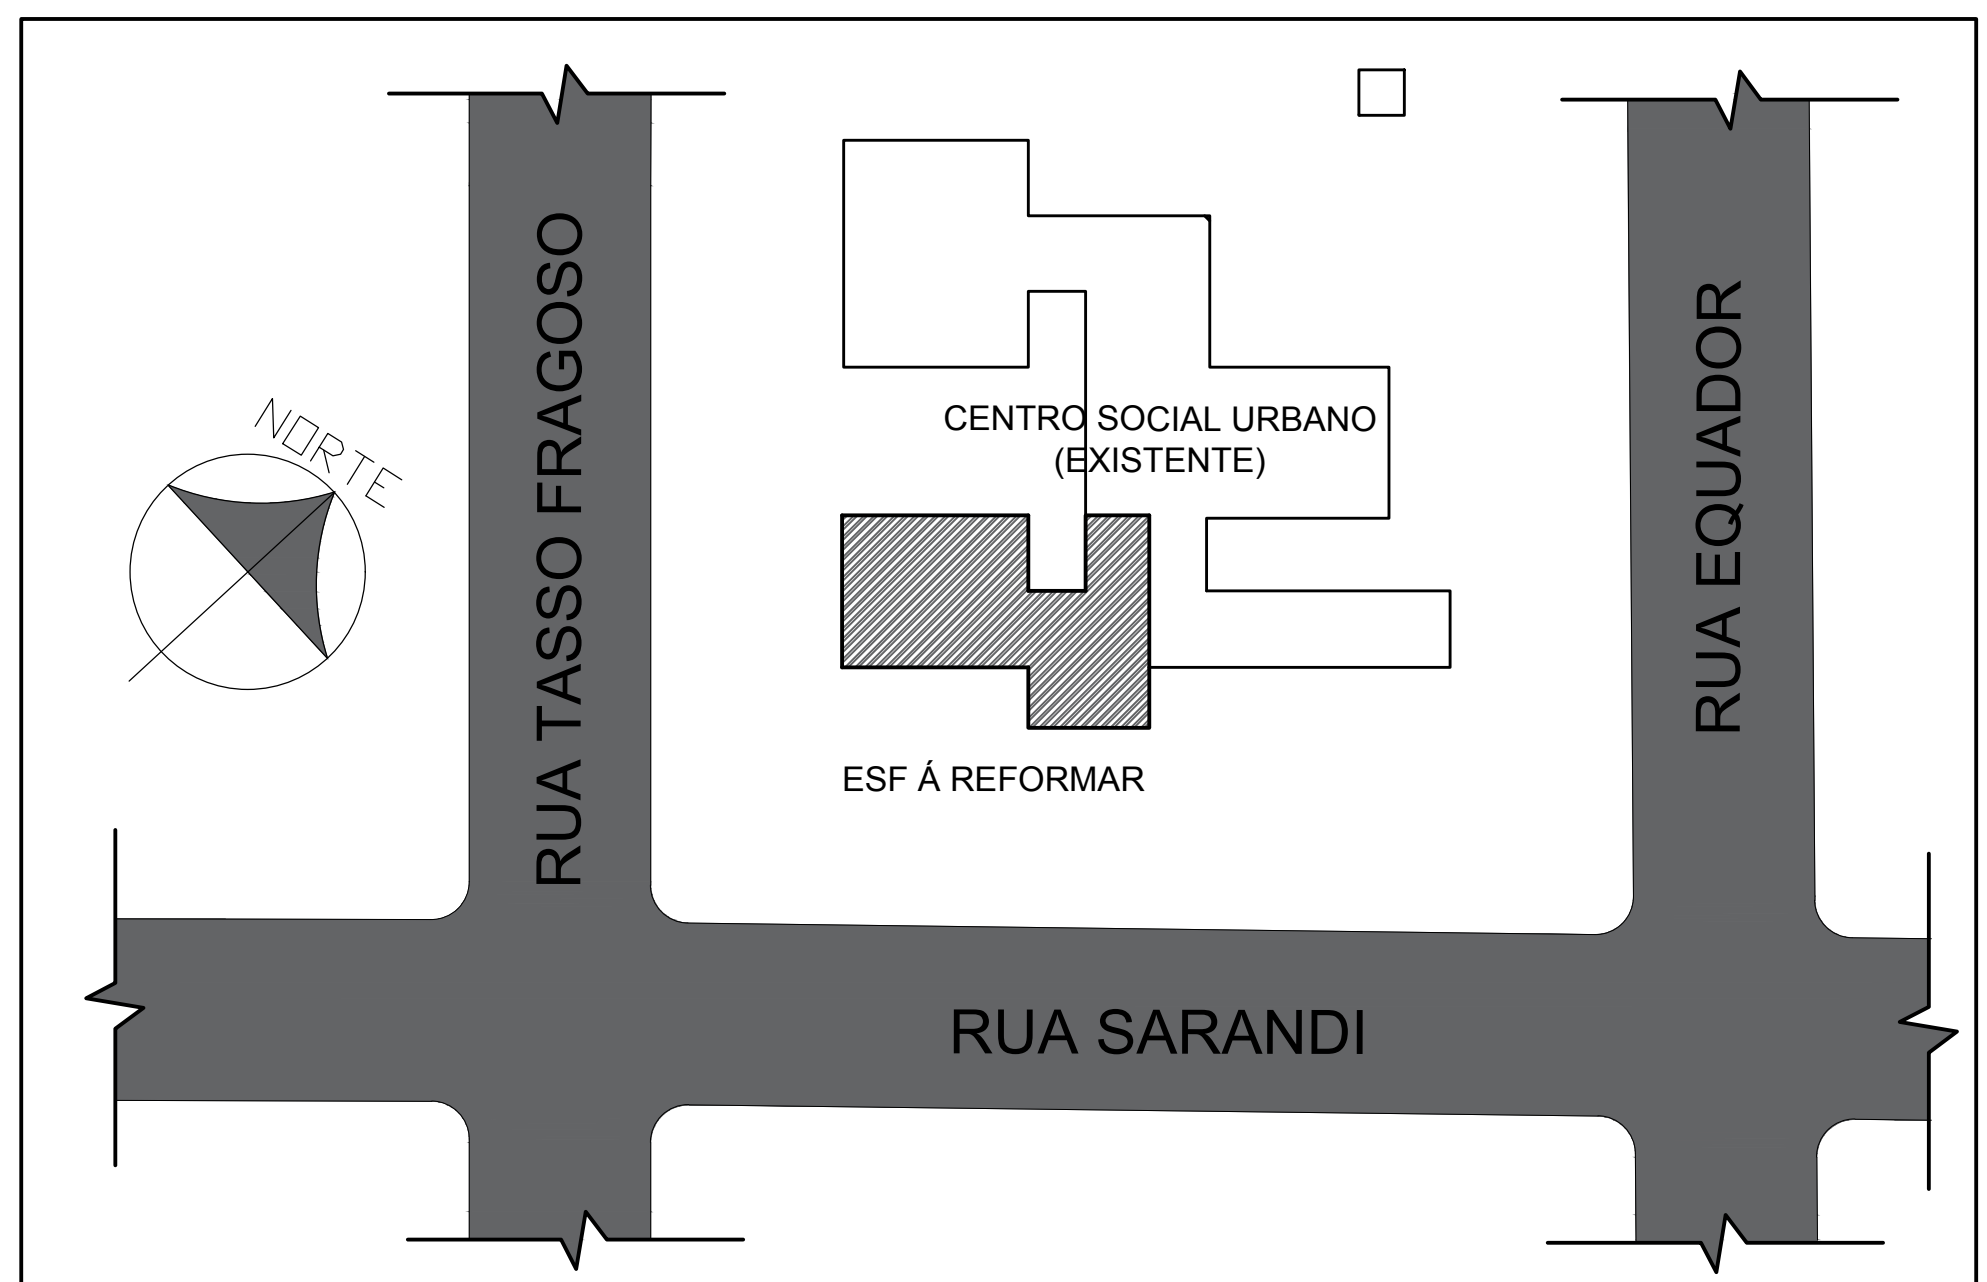 RUA TASSO FRAGOSO
NORTE
CENTRO SOCIAL URBANO
(EXISTENTE)
RUA EQUADOR
ESF Á REFORMAR
RUA SARANDI